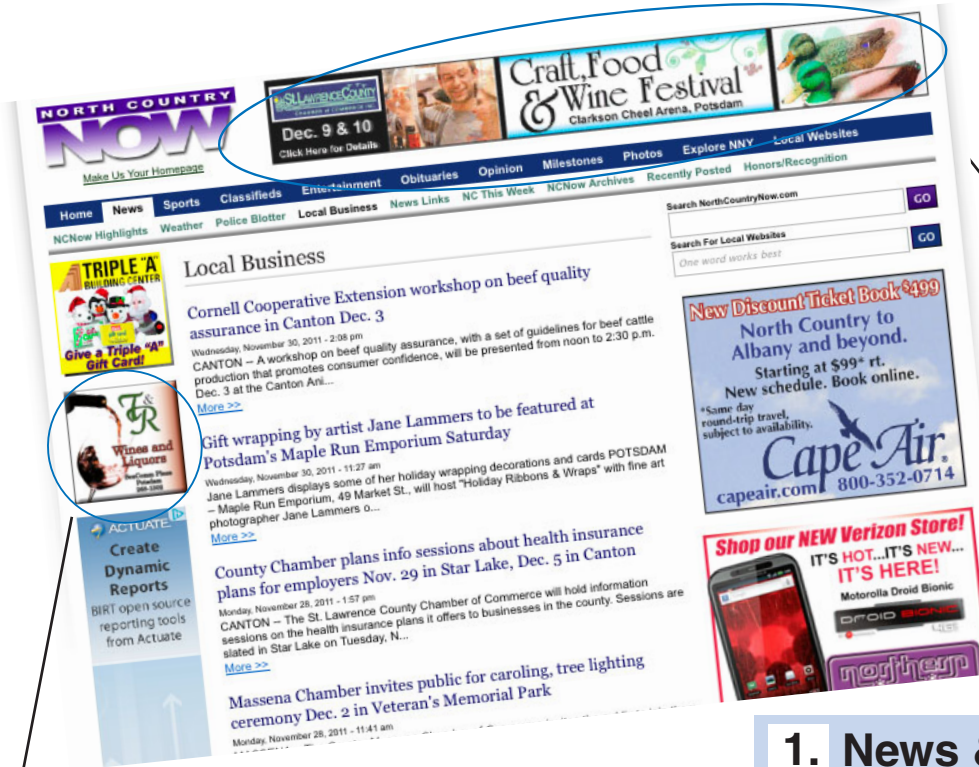 NORTH COUNTRY
NOW
Make Us Your Homepage
ST. LAWRENCE COUNTY
CHAMBER OF COMMERCE INC.
Dec. 9 & 10
Click Here for Details
Craft, Food
& Wine Festival
Clarkson Cheel Arena, Potsdam
Home News Sports Classifieds Entertainment Obituaries Opinion Milestones Photos Explore NNY Local Websites
NCNow Highlights Weather Police Blotter Local Business News Links NC This Week NCNow Archives Recently Posted Honors/Recognition
TRIPLE "A"
BUILDING CENTER
Give a Triple "A"
Gift Card!
T&R
Wines and
Liquors
SeaComm Plaza
Potsdam
ACTUATE
Create
Dynamic
Reports
BIRT open source
reporting tools
from Actuate
Local Business
Cornell Cooperative Extension workshop on beef quality
assurance in Canton Dec. 3
Wednesday, November 30, 2011 - 2:08 pm
CANTON – A workshop on beef quality assurance, with a set of guidelines for beef cattle
production that promotes consumer confidence, will be presented from noon to 2:30 p.m.
Dec. 3 at the Canton Ani...
More >>
Gift wrapping by artist Jane Lammers to be featured at
Potsdam's Maple Run Emporium Saturday
Wednesday, November 30, 2011 - 11:27 am
Jane Lammers displays some of her holiday wrapping decorations and cards POTSDAM
– Maple Run Emporium, 49 Market St., will host "Holiday Ribbons & Wraps" with fine art
photographer Jane Lammers o...
More >>
County Chamber plans info sessions about health insurance
plans for employers Nov. 29 in Star Lake, Dec. 5 in Canton
Monday, November 28, 2011 - 1:57 pm
CANTON – The St. Lawrence County Chamber of Commerce will hold information
sessions on the health insurance plans it offers to businesses in the county. Sessions are
slated in Star Lake on Tuesday, N...
More >>
Massena Chamber invites public for caroling, tree lighting
ceremony Dec. 2 in Veteran's Memorial Park
Monday, November 28, 2011 - 11:41 am
Search NorthCountryNow.com
GO
Search For Local Websites
One word works best
GO
New Discount Ticket Book $499
North Country to
Albany and beyond.
Starting at $99* rt.
New schedule. Book online.
*Same day
round-trip travel,
subject to availability.
Cape Air.
capeair.com 800-352-0714
Shop our NEW Verizon Store!
IT'S HOT...IT'S NEW...
IT'S HERE!
Motorola Droid Bionic
DROID BIONIC
northern
1. News